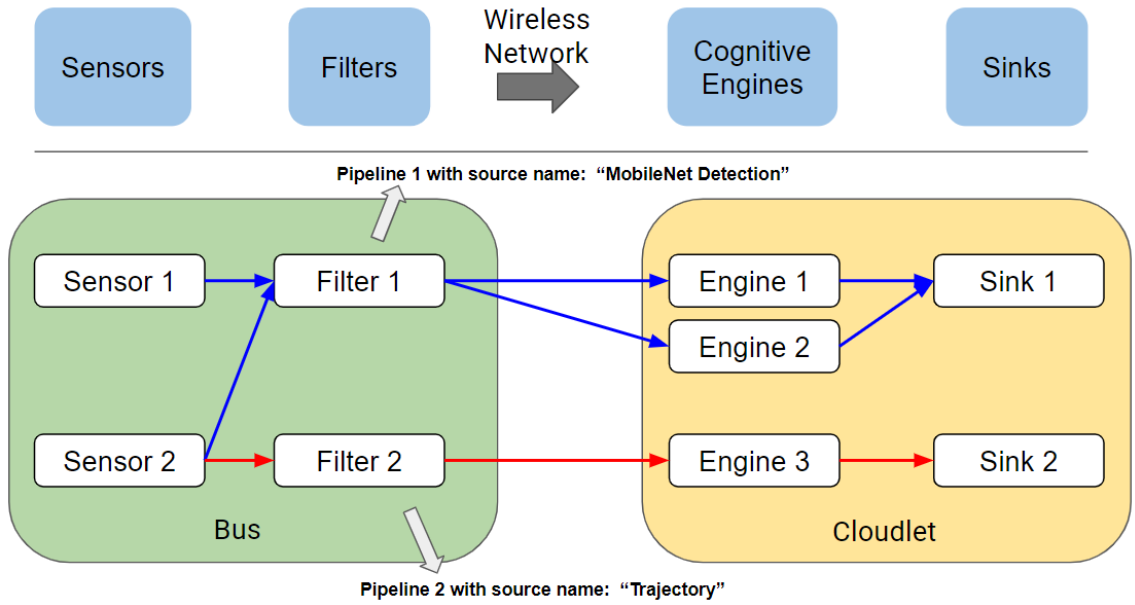 Wireless
Network
Sensors
Filters
Cognitive
Engines
Sinks
Pipeline 1 with source name: “MobileNet Detection”
Sensor 1
Filter 1
Engine 1
Sink 1
Engine 2
Sensor 2
Filter 2
Engine 3
Sink 2
Bus
Cloudlet
Pipeline 2 with source name: “Trajectory”